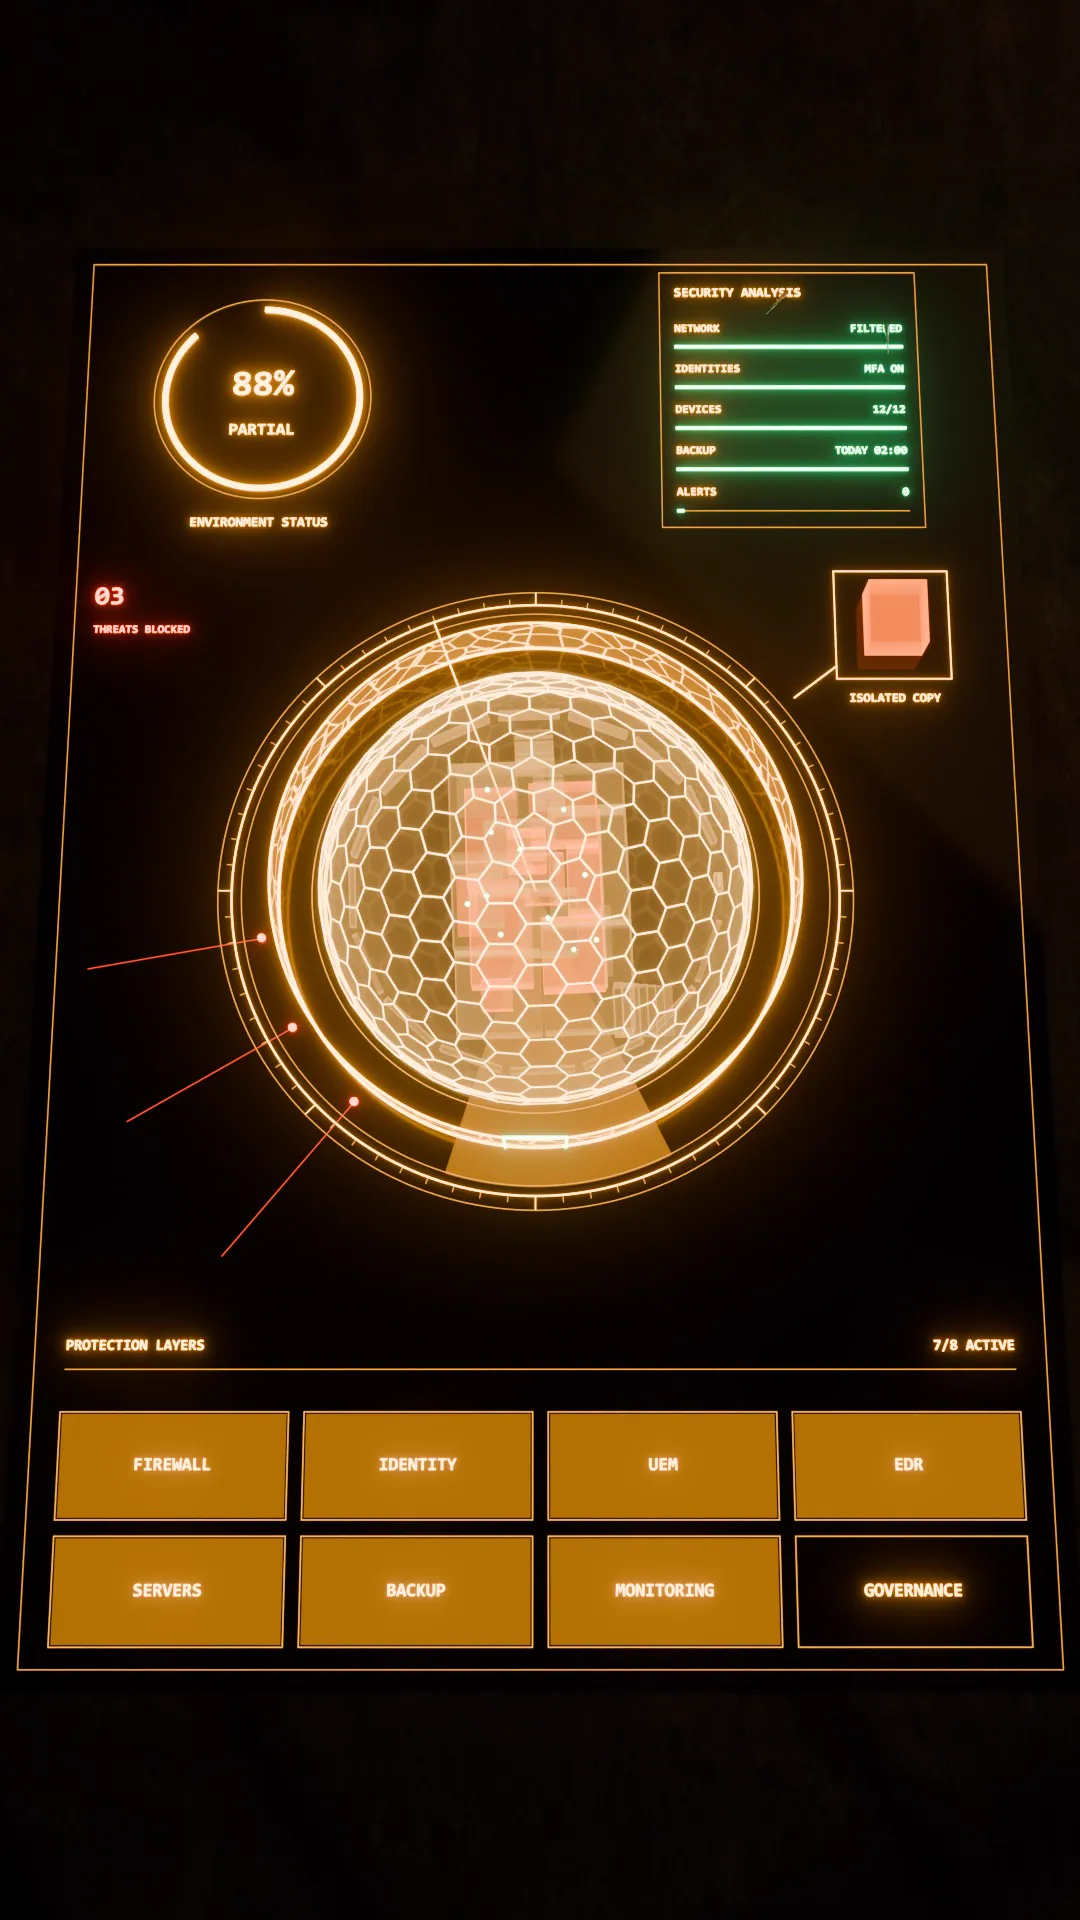 88%
PARTIAL
ENVIRONMENT STATUS
SECURITY ANALYSIS
NETWORK FILTERED
IDENTITIES MFA ON
DEVICES 12/12
BACKUP TODAY 02:00
ALERTS 0
03
THREATS BLOCKED
ISOLATED COPY
PROTECTION LAYERS 7/8 ACTIVE
FIREWALL IDENTITY UEM EDR
SERVERS BACKUP MONITORING GOVERNANCE